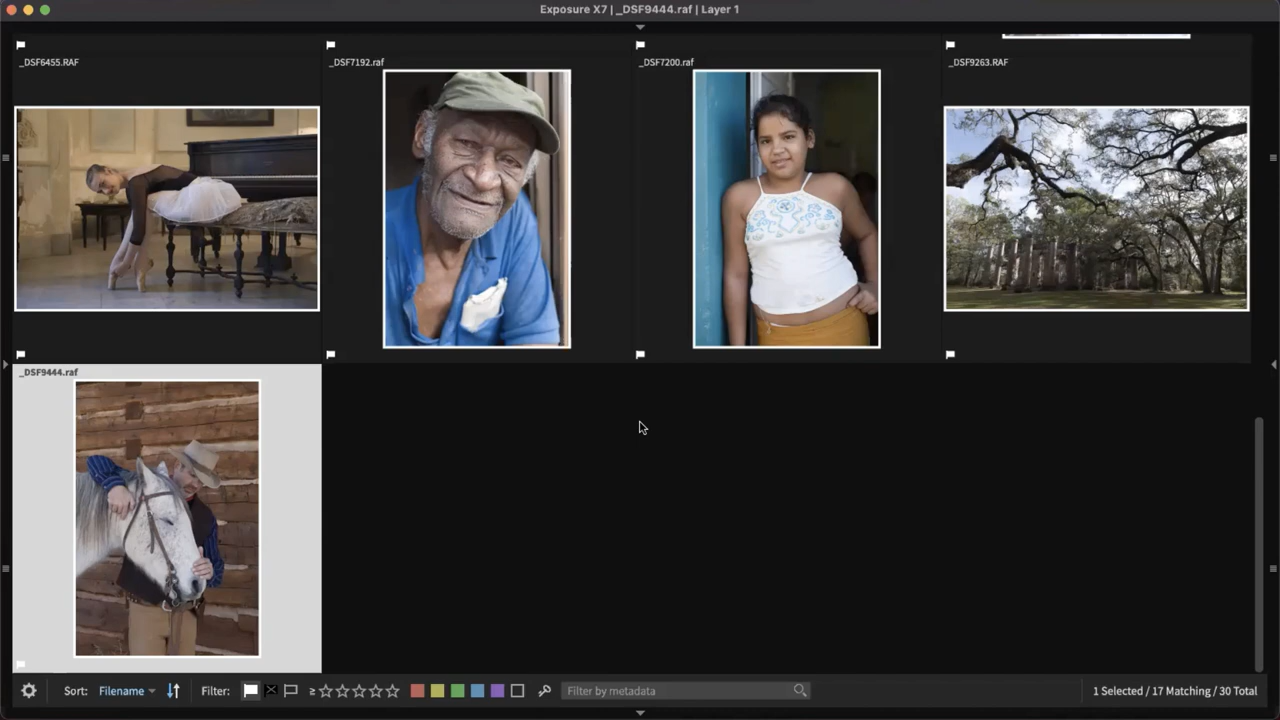 Exposure X7 | _DSF9444.raf | Layer 1
_DSF6455.RAF
_DSF7192.raf
_DSF7200.raf
_DSF9263.RAF
_DSF9444.raf
Sort: Filename Filter: ≥ Filter by metadata 1 Selected / 17 Matching / 30 Total